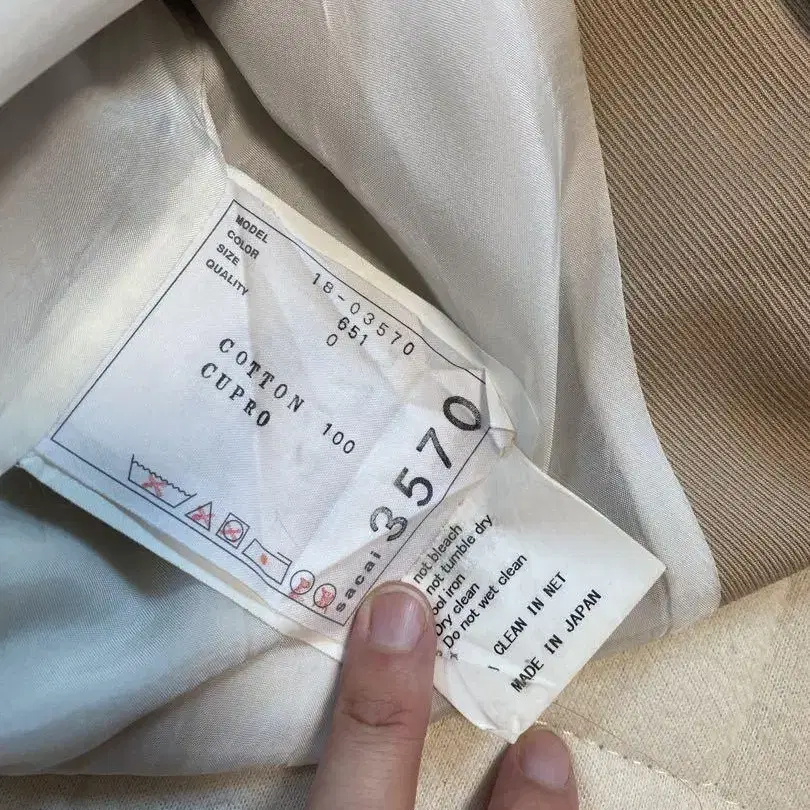 MODEL 18-03570
COLOR 651
SIZE 0
QUALITY
COTTON 100
CUPRO
3570
sacai
not bleach
not tumble dry
ool iron
Dry clean
Do not wet clean
CLEAN IN NET
MADE IN JAPAN